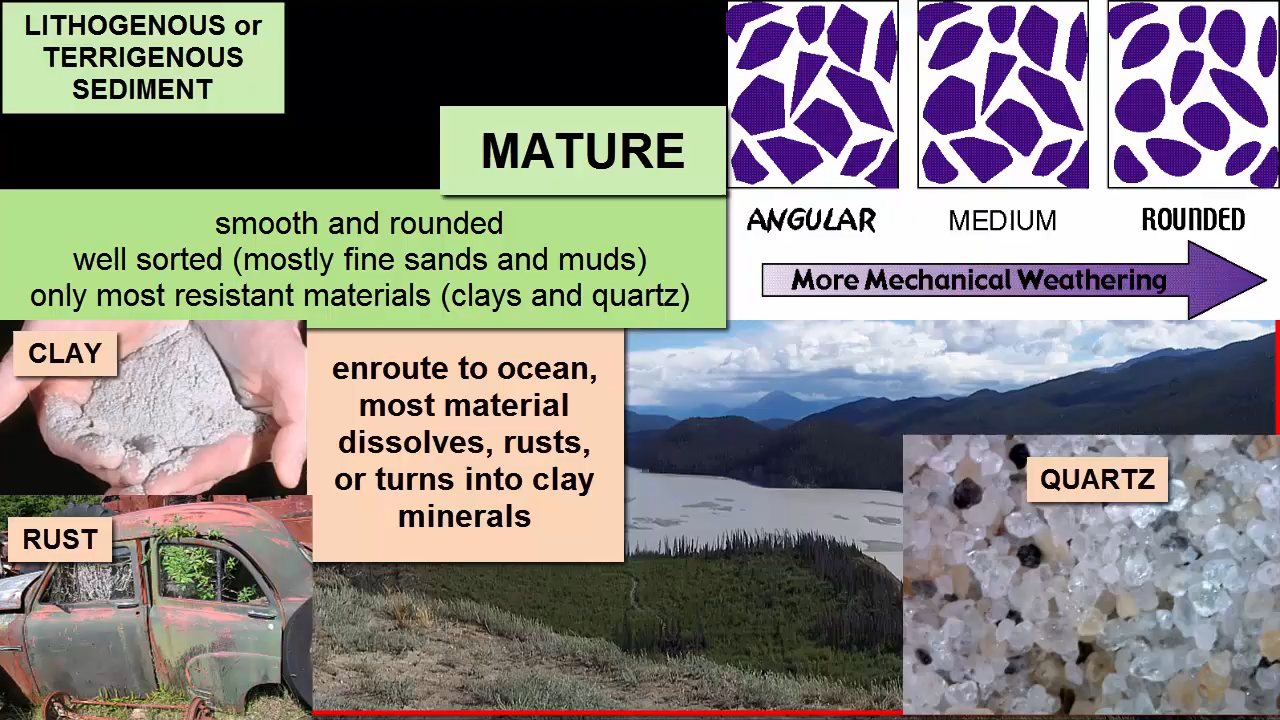 LITHOGENOUS or
TERRIGENOUS
SEDIMENT
MATURE
smooth and rounded
well sorted (mostly fine sands and muds)
only most resistant materials (clays and quartz)
ANGULAR
MEDIUM
ROUNDED
More Mechanical Weathering
CLAY
enroute to ocean,
most material
dissolves, rusts,
or turns into clay
minerals
QUARTZ
RUST